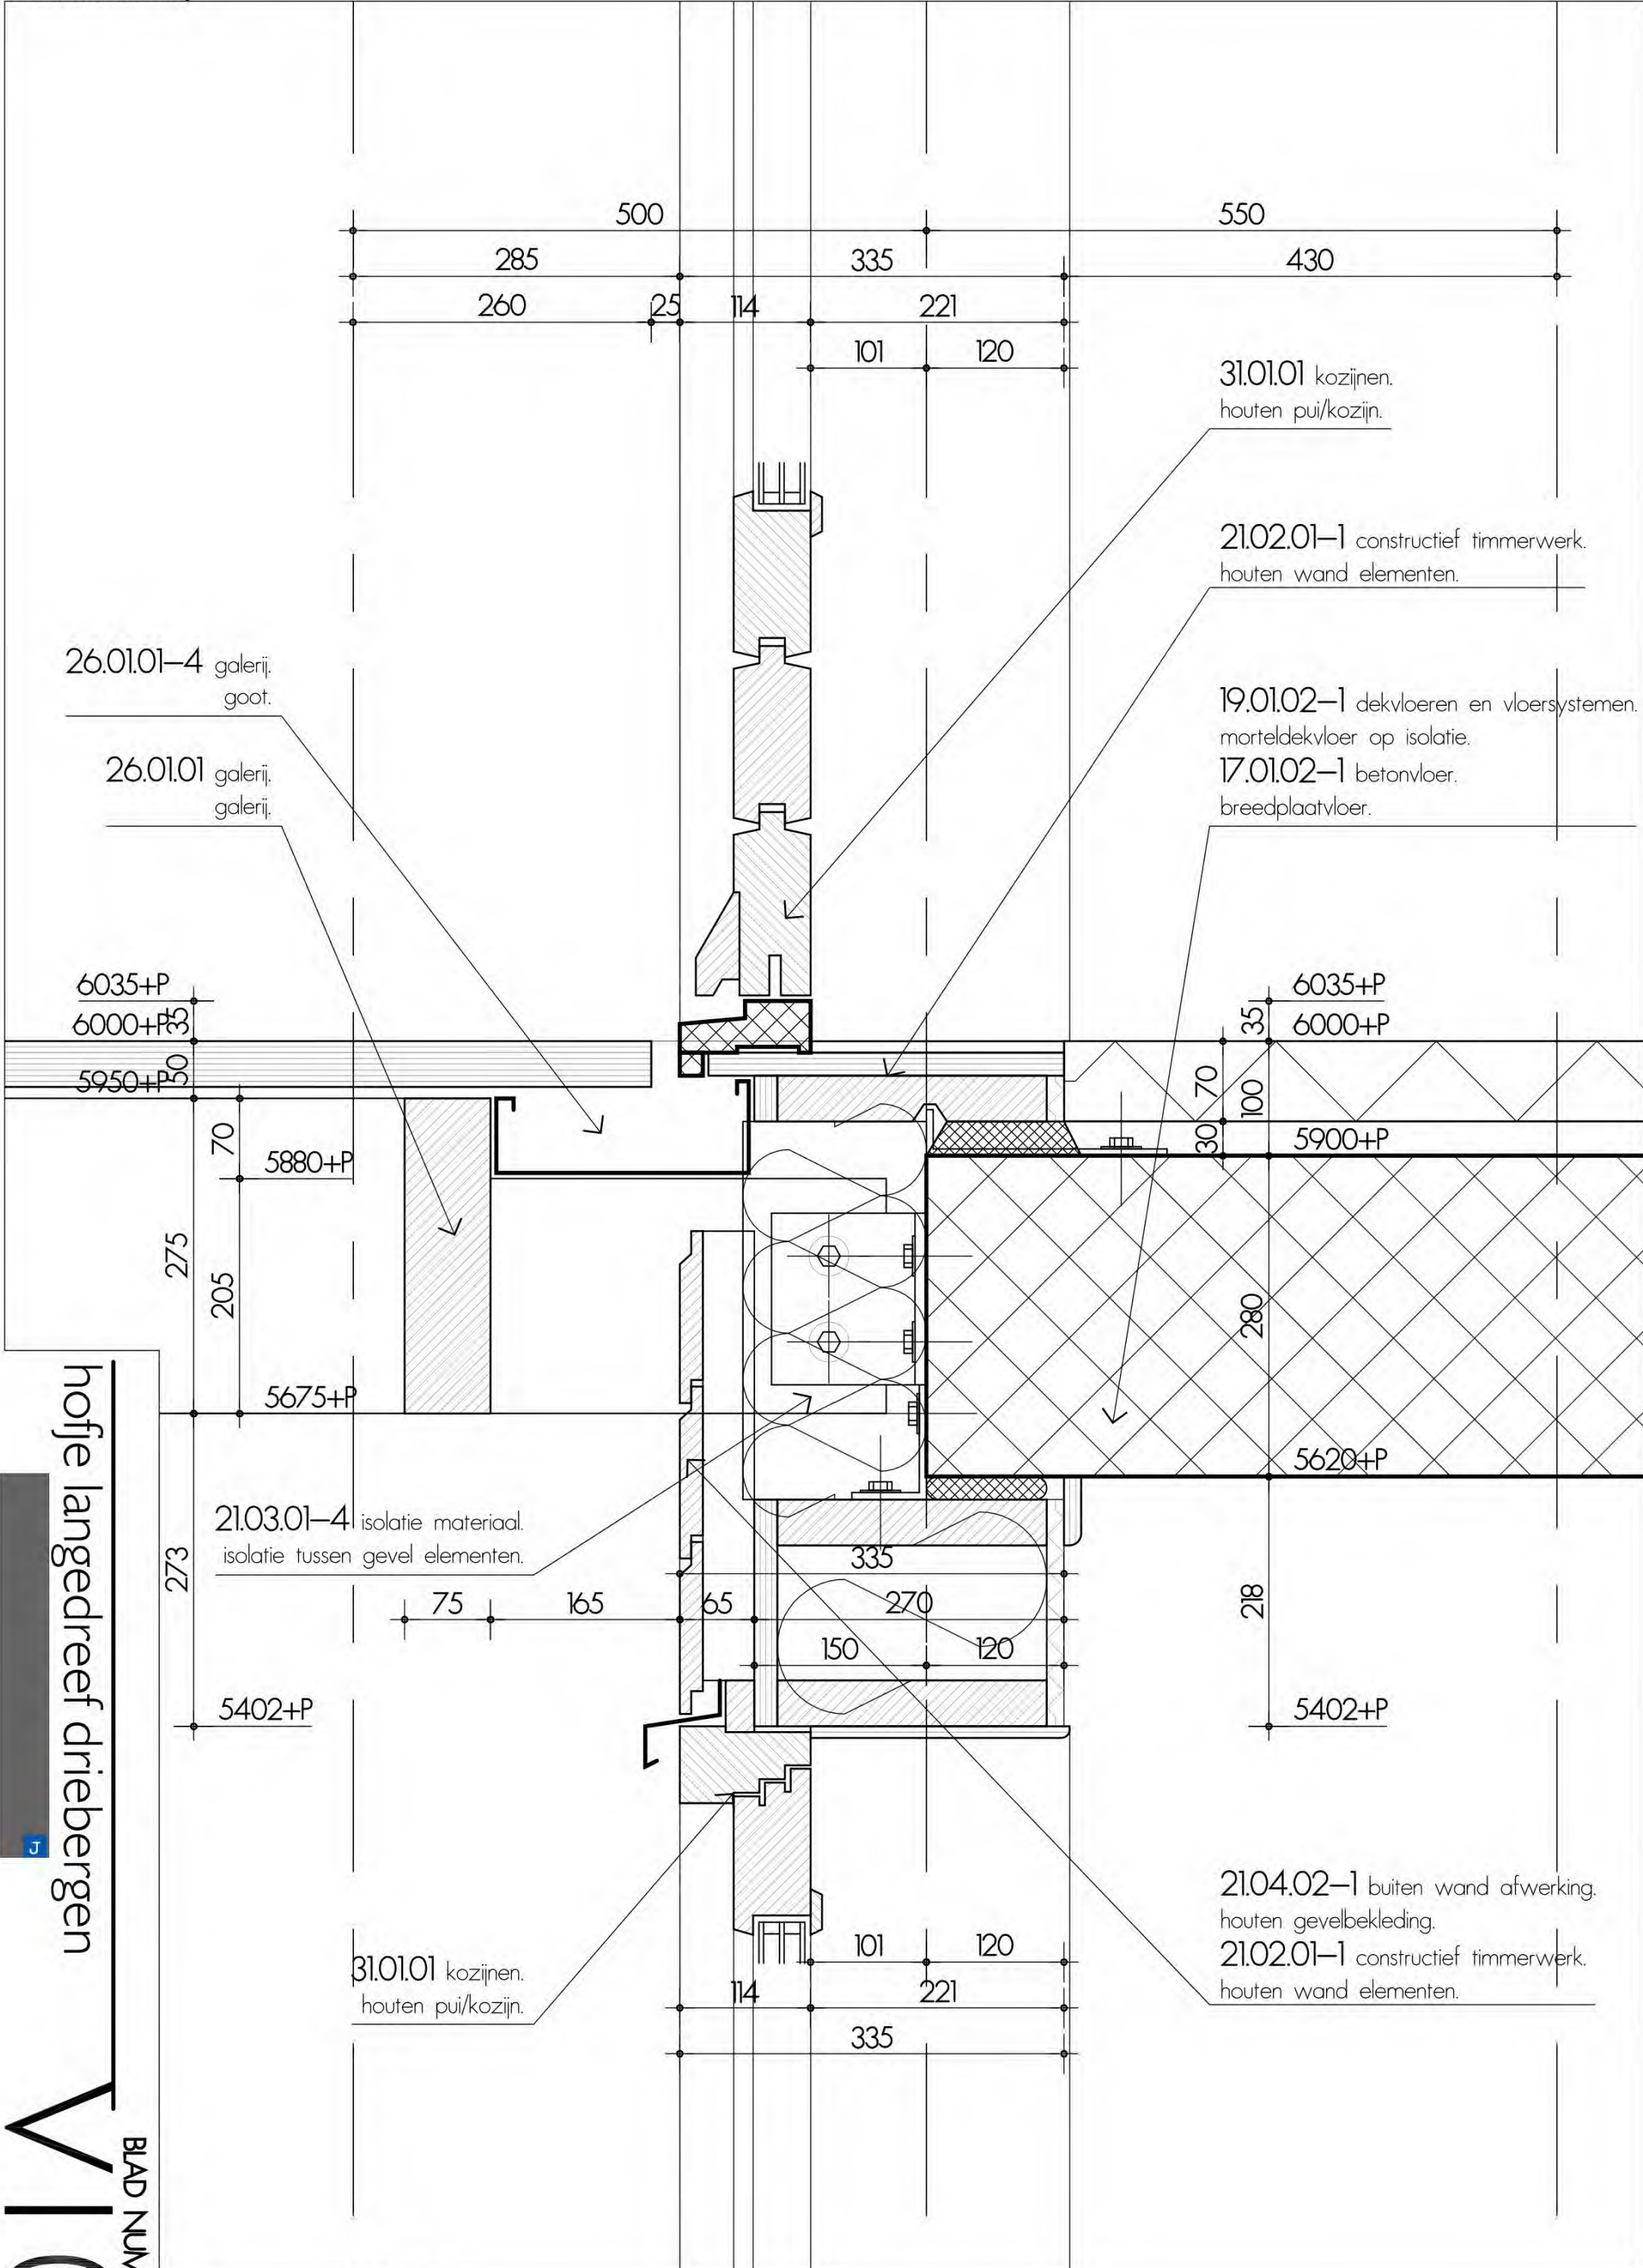 500
550
285
335
430
260
25
114
221
101
120
31.01.01 kozijnen.
houten pui/kozijn.
21.02.01-1 constructief timmerwerk.
houten wand elementen.
26.01.01-4 galerij.
goot.
19.01.02-1 dekvloeren en vloersystemen.
morteldekvloer op isolatie.
17.01.02-1 betonvloer.
breedplaatvloer.
26.01.01 galerij.
galerij.
6035+P
35
6000+P
50
5950+P
70
5880+P
275
205
5675+P
273
5402+P
6035+P
35
6000+P
70
100
30
5900+P
280
5620+P
218
5402+P
21.03.01-4 isolatie materiaal.
isolatie tussen gevel elementen.
335
75
165
65
270
150
120
21.04.02-1 buiten wand afwerking.
houten gevelbekleding.
21.02.01-1 constructief timmerwerk.
houten wand elementen.
31.01.01 kozijnen.
houten pui/kozijn.
101
120
114
221
335
hofje langedreef driebergen
J
BLAD NUM